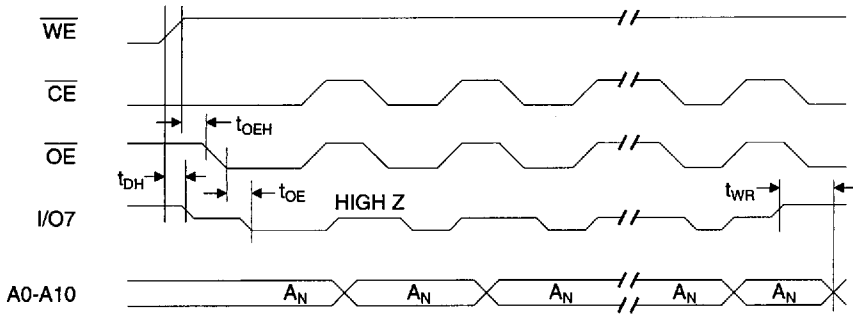 WE
CE
tOEH
OE
tDH
tOE
tWR
I/O7
HIGH Z
A0-A10
AN
AN
AN
AN
AN